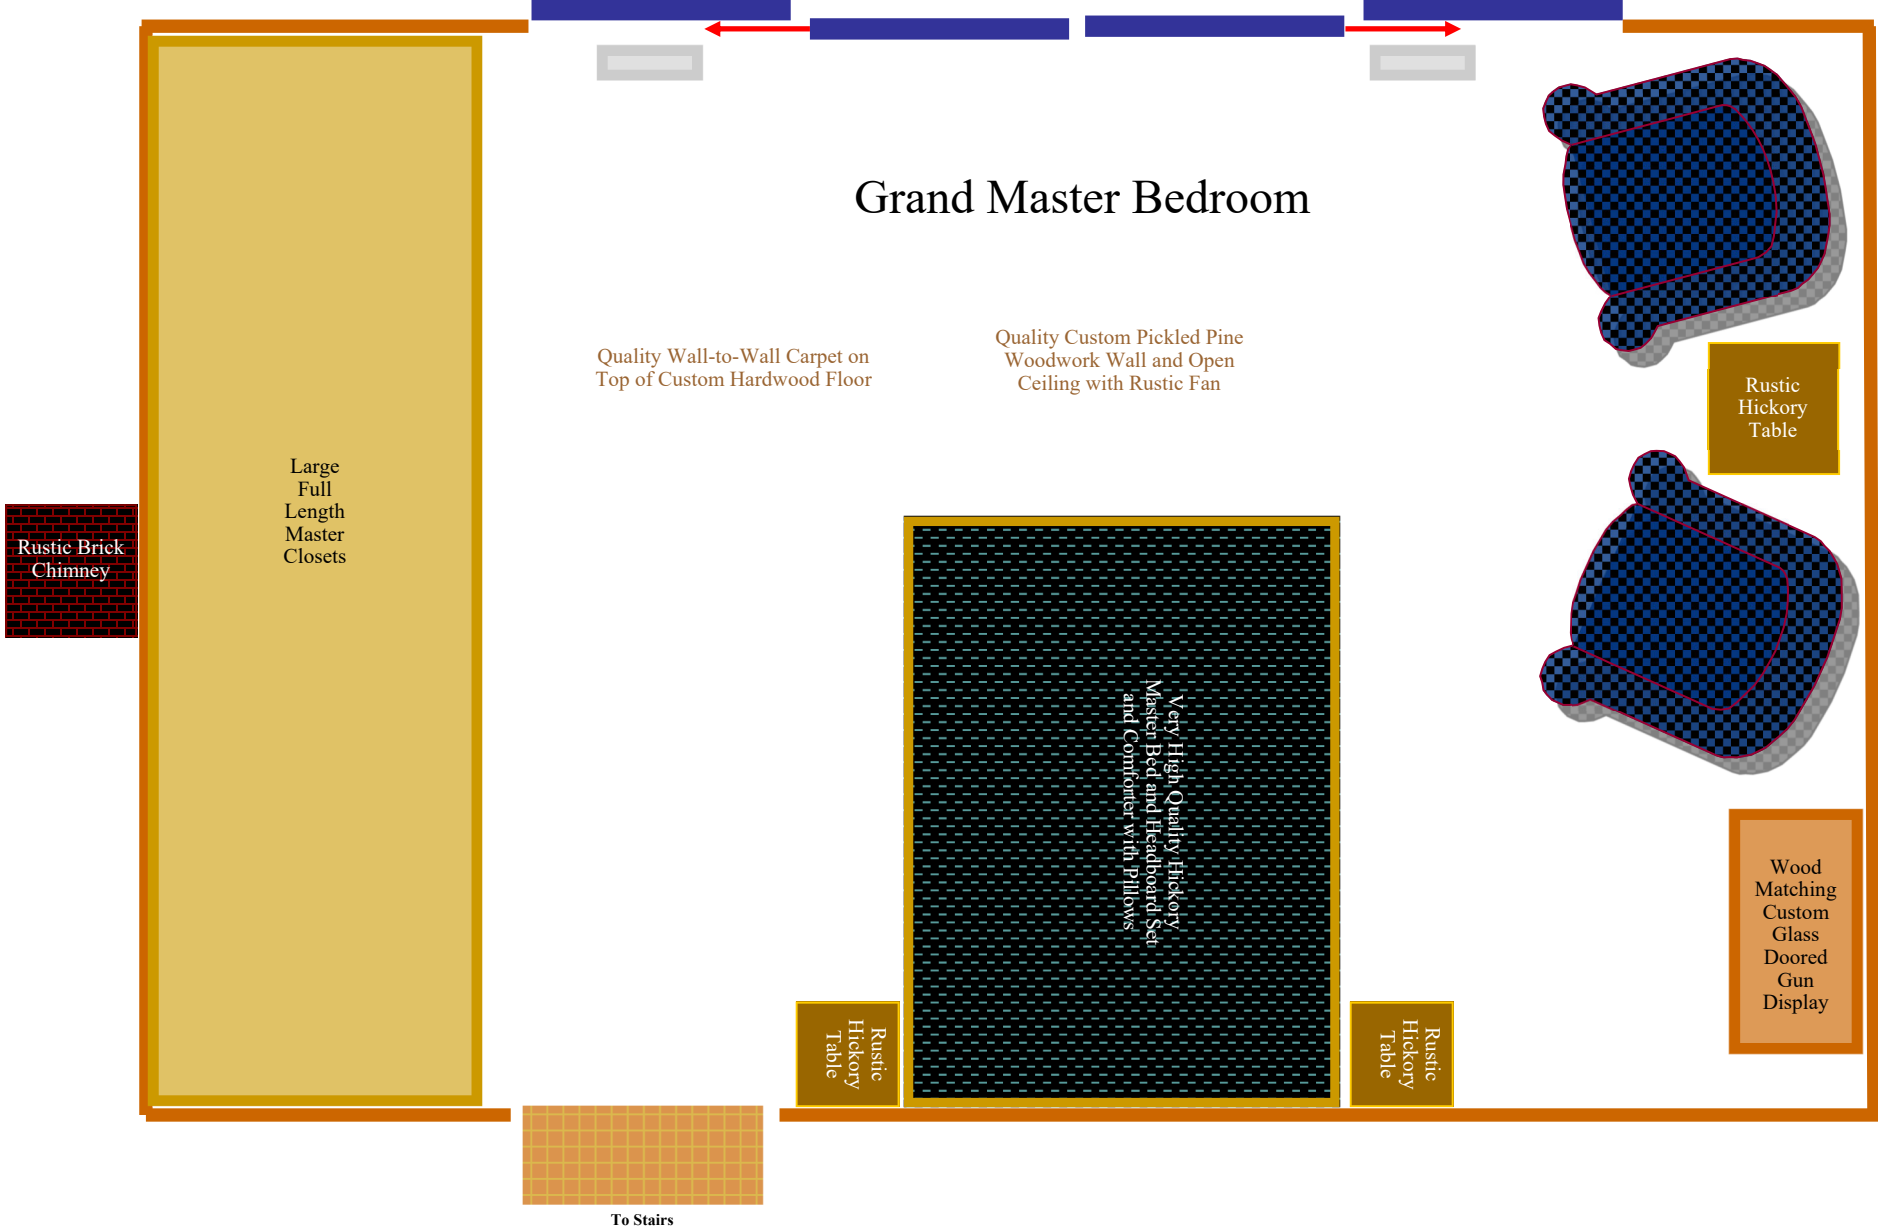 Grand Master Bedroom
Quality Wall-to-Wall Carpet on
Top of Custom Hardwood Floor
Quality Custom Pickled Pine
Woodwork Wall and Open
Ceiling with Rustic Fan
Rustic
Hickory
Table
Large
Full
Length
Master
Closets
Rustic Brick
Chimney
Very High Quality Hickory
Master Bed and Headboard Set
and Comforter with Pillows
Wood
Matching
Custom
Glass
Doored
Gun
Display
Rustic
Hickory
Table
Rustic
Hickory
Table
To Stairs